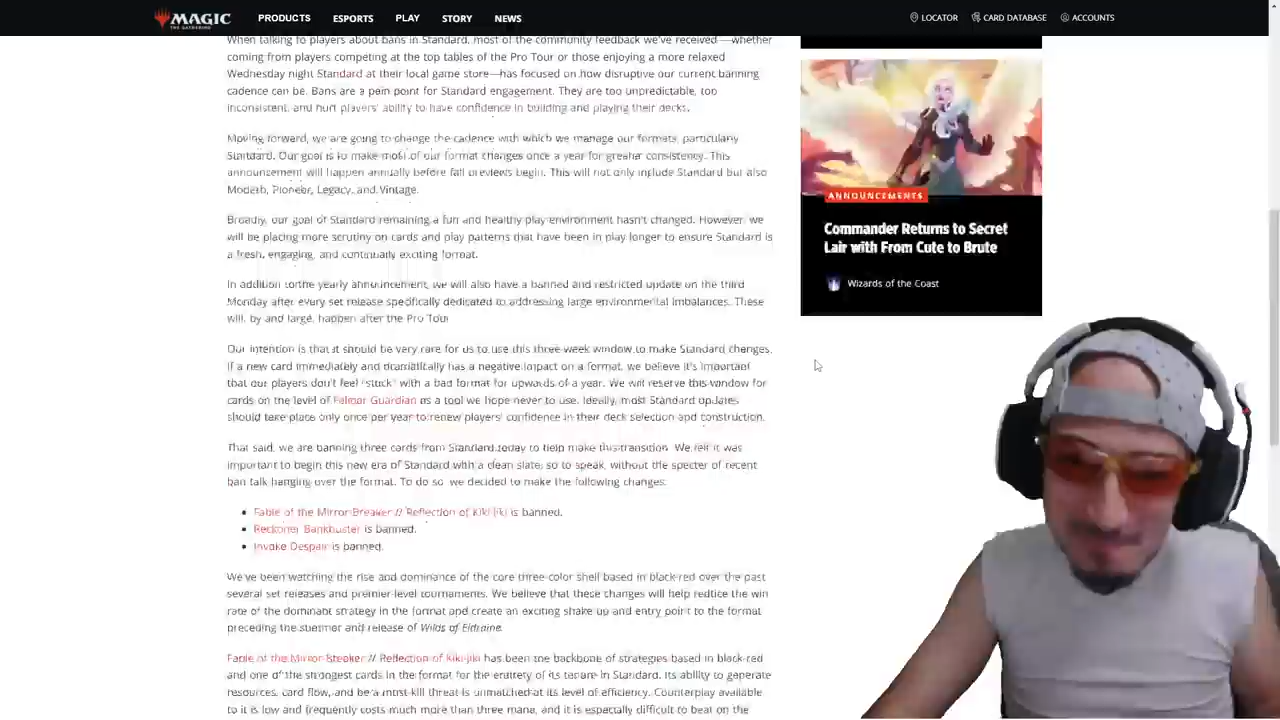 MAGIC
THE GATHERING
PRODUCTS
ESPORTS
PLAY
STORY
NEWS
LOCATOR
CARD DATABASE
ACCOUNTS
When talking to players about bans in Standard, most of the community feedback we've received—whether
coming from players competing at the top tables of the Pro Tour or those enjoying a more relaxed
Wednesday night Standard at their local game store—has focused on how disruptive our current banning
cadence can be. Bans are a pain point for Standard engagement. They are too unpredictable, too
inconsistent, and hurt players' ability to have confidence in building and playing their decks.
Moving forward, we are going to change the cadence with which we manage our formats, particularly
Standard. Our goal is to make most of our format changes once a year for greater consistency. This
announcement will happen annually before fall previews begin. This will not only include Standard but also
Modern, Pioneer, Legacy, and Vintage.
Broadly, our goal of Standard remaining a fun and healthy play environment hasn't changed. However, we
will be placing more scrutiny on cards and play patterns that have been in play longer to ensure Standard is
a fresh, engaging, and continually exciting format.
In addition to the yearly announcement, we will also have a banned and restricted update on the third
Monday after every set release specifically dedicated to addressing large environmental imbalances. These
will, by and large, happen after the Pro Tour.
Our intention is that it should be very rare for us to use this three-week window to make Standard changes.
If a new card immediately and dramatically has a negative impact on a format, we believe it's important
that our players don't feel "stuck" with a bad format for upwards of a year. We will reserve this window for
cards on the level of Felidar Guardian as a tool we hope never to use. Ideally, most Standard updates
should take place only once per year to renew players' confidence in their deck selection and construction.
That said, we are banning three cards from Standard today to help make this transition. We felt it was
important to begin this new era of Standard with a clean slate, so to speak, without the specter of recent
ban talk hanging over the format. To do so, we decided to make the following changes:
Fable of the Mirror-Breaker // Reflection of Kiki-Jiki is banned.
Reckoner Bankbuster is banned.
Invoke Despair is banned.
We've been watching the rise and dominance of the core three-color shell based in black-red over the past
several set releases and premier-level tournaments. We believe that these changes will help reduce the win
rate of the dominant strategy in the format and create an exciting shake up and entry point to the format
preceding the summer and release of Wilds of Eldraine.
Fable of the Mirror-Breaker // Reflection of Kiki-Jiki has been the backbone of strategies based in black-red
and one of the strongest cards in the format for the entirety of its tenure in Standard. Its ability to generate
resources, card flow, and be a must-kill threat is unmatched at its level of efficiency. Counterplay available
to it is low and frequently costs much more than three mana, and it is especially difficult to beat on the
ANNOUNCEMENTS
Commander Returns to Secret
Lair with From Cute to Brute
Wizards of the Coast